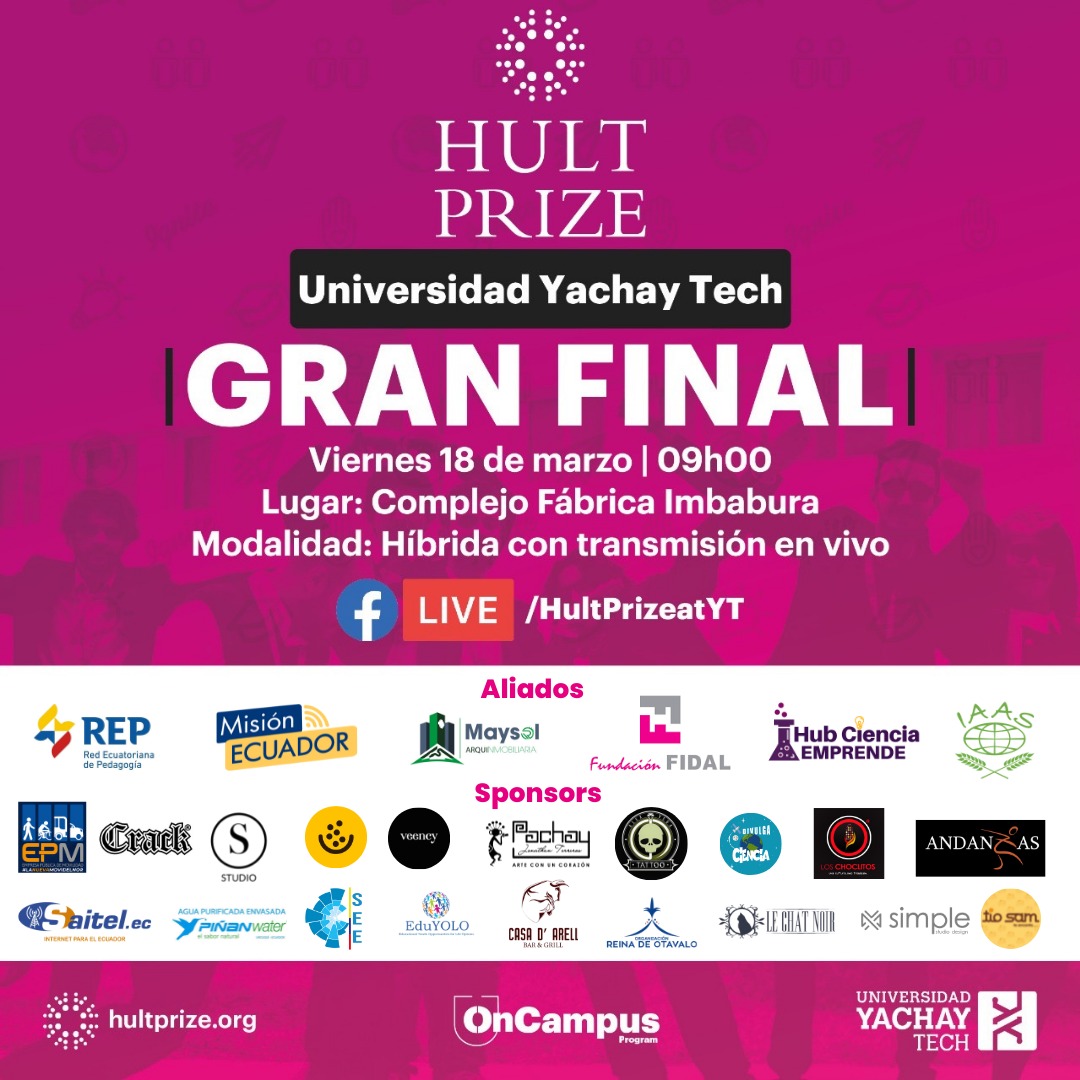 HULT
PRIZE
Universidad Yachay Tech
GRAN FINAL
Viernes 18 de marzo | 09h00
Lugar: Complejo Fábrica Imbabura
Modalidad: Híbrida con transmisión en vivo
LIVE /HultPrizeatYT
Aliados
REP
Red Ecuatoriana
de Pedagogía
Misión
ECUADOR
Maysol
ARQUINMOBILIARIA
Fundación FIDAL
Hub Ciencia
EMPRENDE
IAAS
Sponsors
EPM
Crack
S
STUDIO
veeney
Pachay
ARTE CON UN CORAZÓN
TATTOO
DIVULGA
CIENCIA
LOS CHOCLITOS
ANDANZAS
Saitel.ec
INTERNET PARA EL ECUADOR
AGUA PURIFICADA ENVASADA
PIÑANwater
el sabor natural
SEE
EduYOLO
CASA D' ARELL
BAR & GRILL
ORGANIZACIÓN
REINA DE OTAVALO
LE CHAT NOIR
simple
studio design
tio sam
hultprize.org
OnCampus
Program
UNIVERSIDAD
YACHAY
TECH